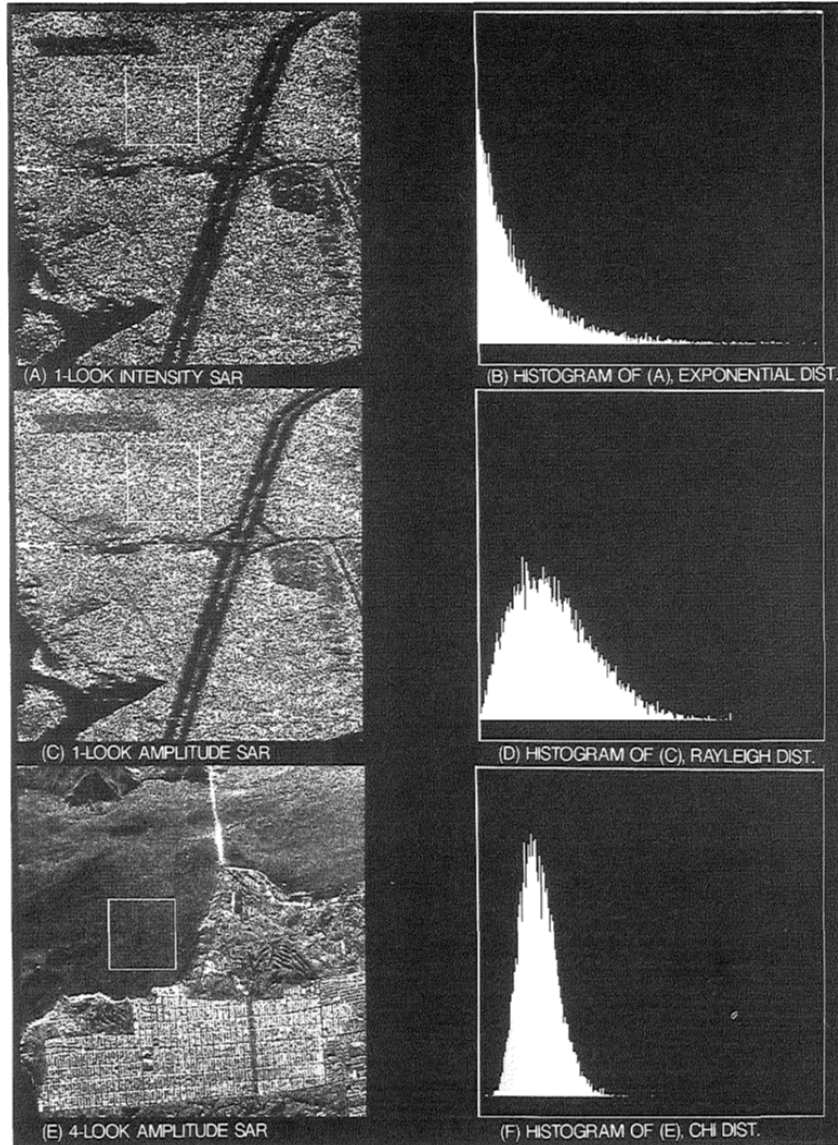 (A) 1-LOOK INTENSITY SAR
(B) HISTOGRAM OF (A), EXPONENTIAL DIST.
(C) 1-LOOK AMPLITUDE SAR
(D) HISTOGRAM OF (C), RAYLEIGH DIST.
(E) 4-LOOK AMPLITUDE SAR
(F) HISTOGRAM OF (E), CHI DIST.